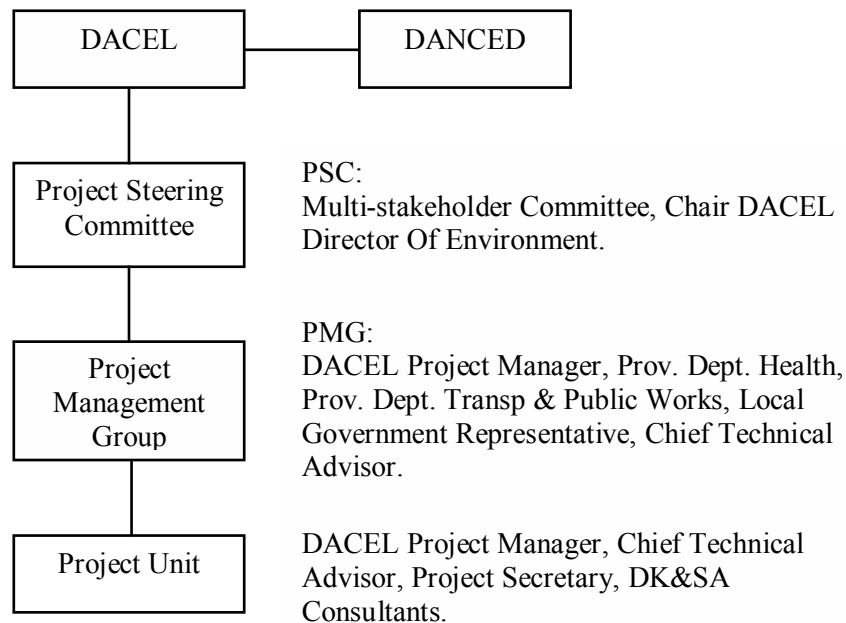 DACEL
DANCED
Project Steering
Committee
PSC:
Multi-stakeholder Committee, Chair DACEL
Director Of Environment.
Project
Management
Group
PMG:
DACEL Project Manager, Prov. Dept. Health,
Prov. Dept. Transp & Public Works, Local
Government Representative, Chief Technical
Advisor.
Project Unit
DACEL Project Manager, Chief Technical
Advisor, Project Secretary, DK&SA
Consultants.